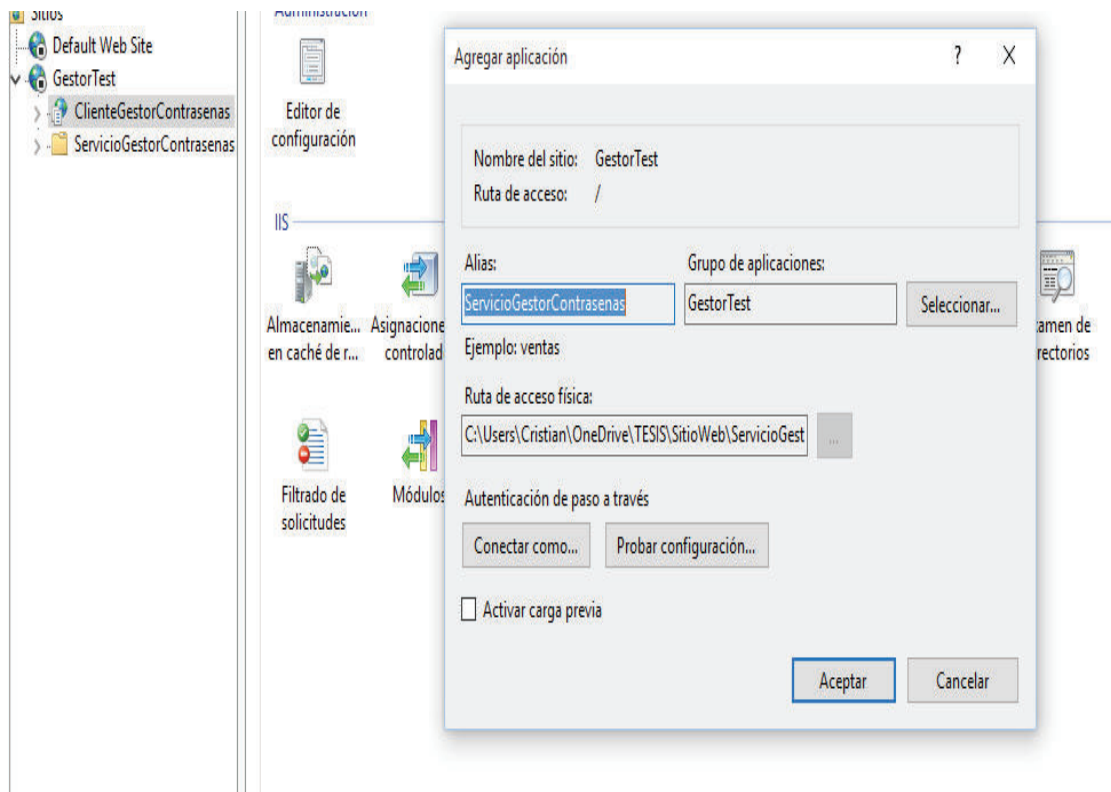 Sitios
Default Web Site
GestorTest
ClienteGestorContrasenas
ServicioGestorContrasenas
Administración
Editor de
configuración
IIS
Almacenamie...
en caché de r...
Asignacione
controlad
Filtrado de
solicitudes
Módulos
amen de
rectorios
Agregar aplicación
?
X
Nombre del sitio: GestorTest
Ruta de acceso: /
Alias:
ServicioGestorContrasenas
Grupo de aplicaciones:
GestorTest
Seleccionar...
Ejemplo: ventas
Ruta de acceso física:
C:\Users\Cristian\OneDrive\TESIS\SitioWeb\ServicioGest
...
Autenticación de paso a través
Conectar como...
Probar configuración...
Activar carga previa
Aceptar
Cancelar